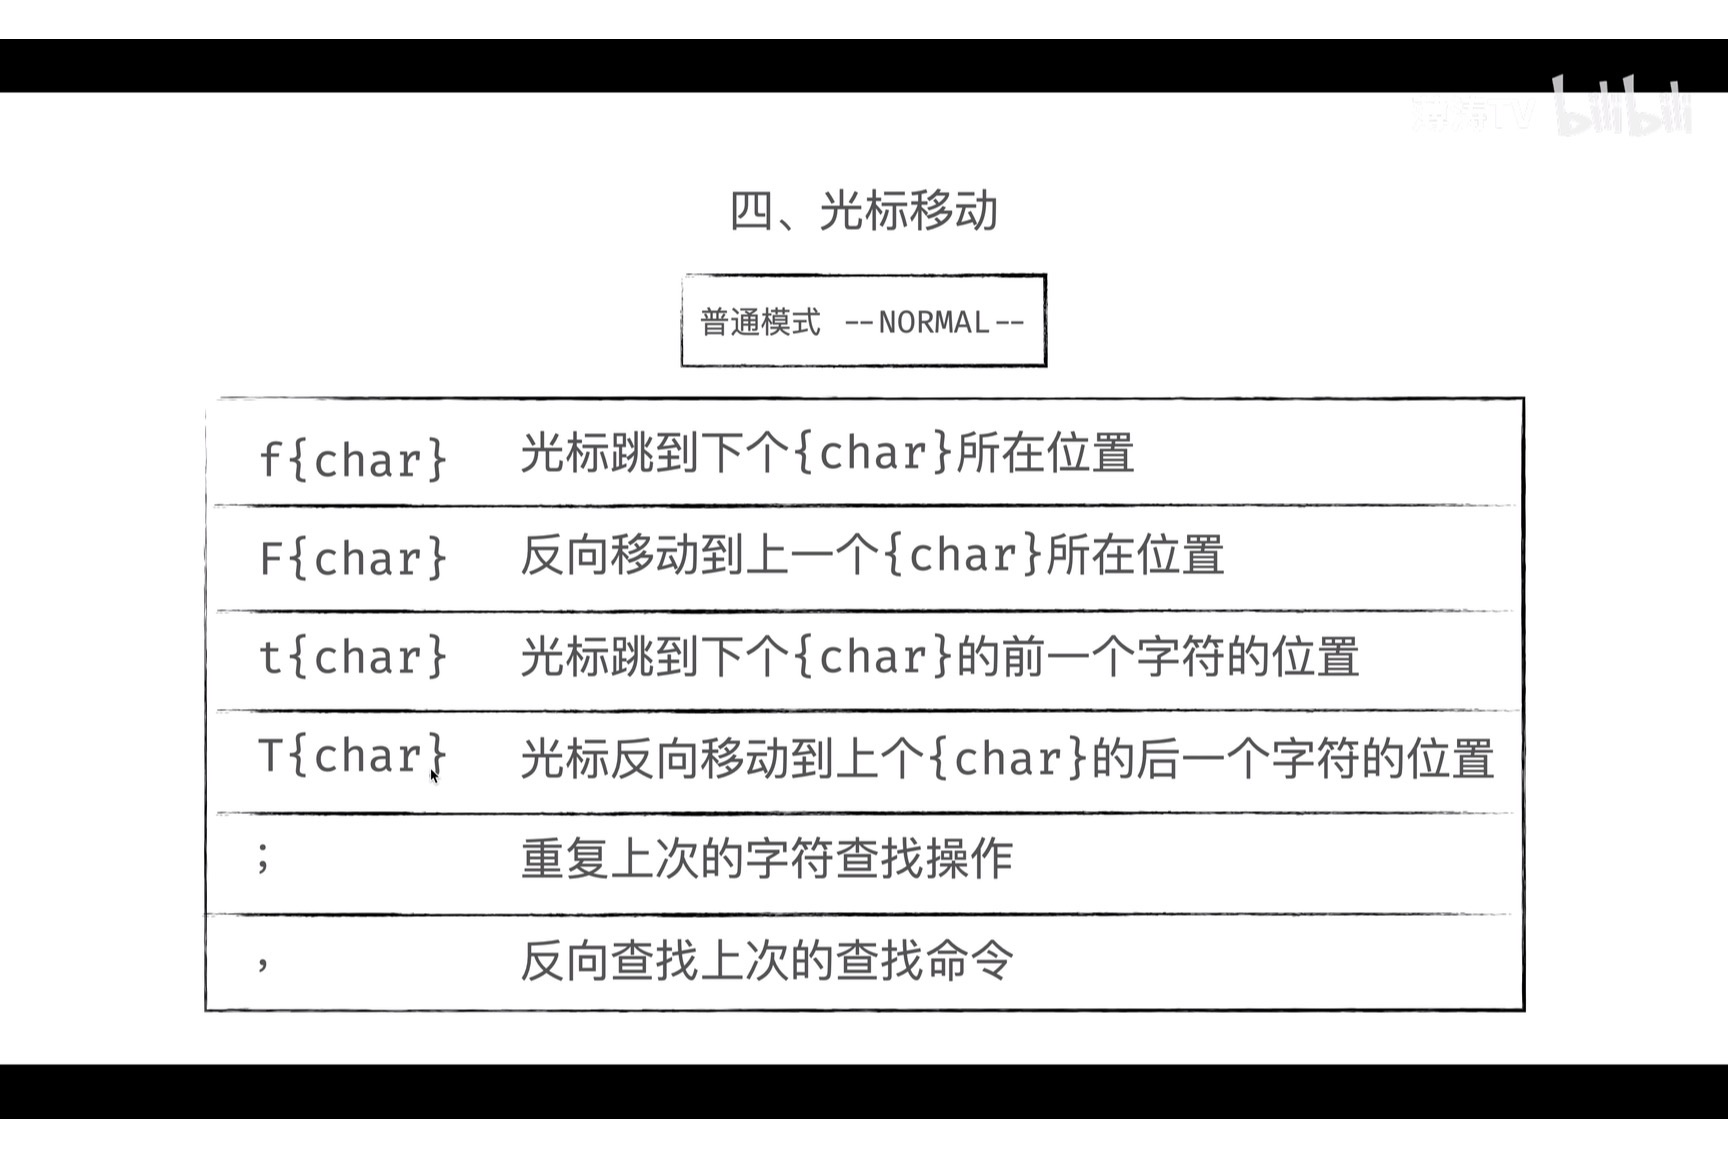 bilibili
四、光标移动
普通模式 --NORMAL--
f{char} 光标跳到下个{char}所在位置
F{char} 反向移动到上一个{char}所在位置
t{char} 光标跳到下个{char}的前一个字符的位置
T{char} 光标反向移动到上个{char}的后一个字符的位置
; 重复上次的字符查找操作
, 反向查找上次的查找命令